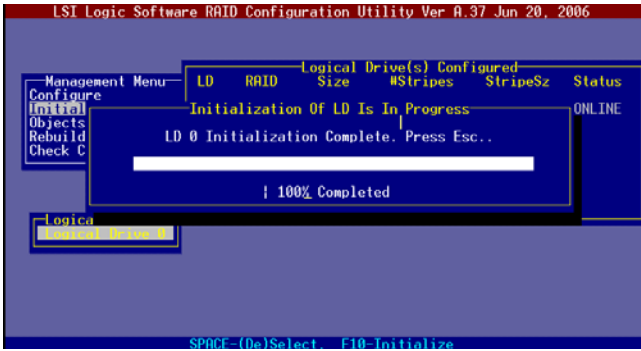 LSI Logic Software RAID Configuration Utility Ver A.37 Jun 20, 2006
Logical Drive(s) Configured
Management Menu
LD RAID Size #Stripes StripeSz Status
Configure
Initial
Initialization Of LD Is In Progress
ONLINE
Objects
Rebuild
LD 0 Initialization Complete. Press Esc..
Check C
100% Completed
Logica
Logical Drive 0
SPACE-(De)Select, F10-Initialize